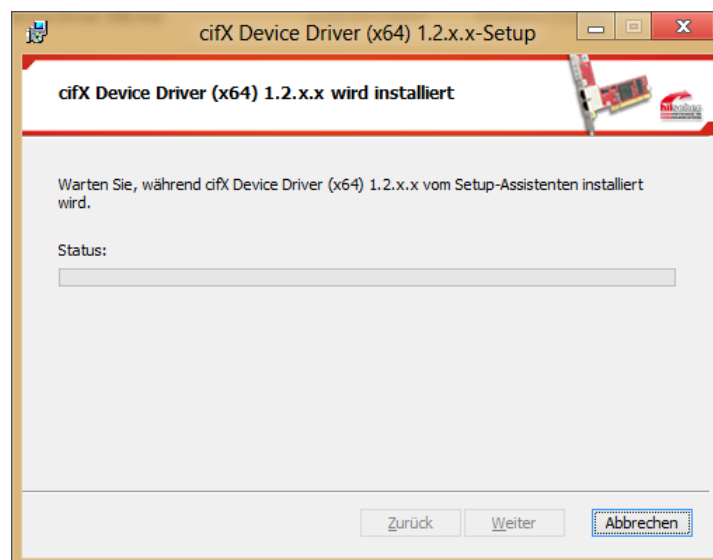 cifX Device Driver (x64) 1.2.x.x-Setup
cifX Device Driver (x64) 1.2.x.x wird installiert
hilscher
Warten Sie, während cifX Device Driver (x64) 1.2.x.x vom Setup-Assistenten installiert
wird.
Status:
Zurück
Weiter
Abbrechen